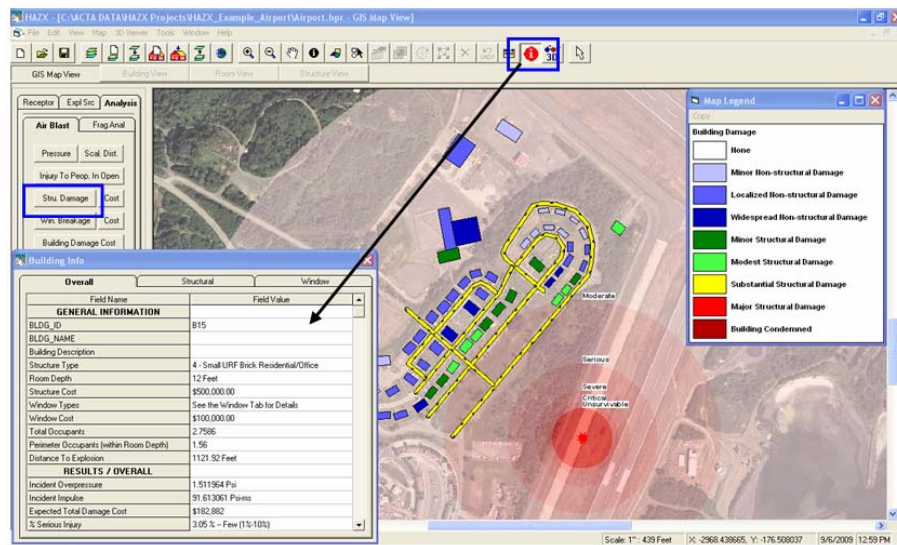 HAZX - [C:\ACTA DATA\HAZX Projects\HAZX_Example_Airport\Airport.hpr - GIS Map View]
File Edit View Map 3D Viewer Tools Window Help
UNDO
3D
GIS Map View
Building View
Room View
Structure View
Receptor
Expl Src
Analysis
Air Blast
Frag Anal
Pressure
Scal. Dist.
Injury To Peop. In Open
Stru. Damage
Cost
Win. Breakage
Cost
Building Damage Cost
Map Legend
Copy
Building Damage
None
Minor Non-structural Damage
Localized Non-structural Damage
Widespread Non-structural Damage
Minor Structural Damage
Modest Structural Damage
Substantial Structural Damage
Major Structural Damage
Building Condemned
Moderate
Serious
Severe
Critical
Unsurvivable
Building Info
Overall
Structural
Window
Field Name Field Value
GENERAL INFORMATION
BLDG_ID B15
BLDG_NAME
Building Description
Structure Type 4 - Small URF Brick Residential/Office
Room Depth 12 Feet
Structure Cost $500,000.00
Window Types See the Window Tab for Details
Window Cost $100,000.00
Total Occupants 2.7586
Perimeter Occupants (within Room Depth) 1.56
Distance To Explosion 1121.92 Feet
RESULTS / OVERALL
Incident Overpressure 1.511964 Psi
Incident Impulse 91.613061 Psi-ms
Expected Total Damage Cost $182,882
% Serious Injury 3.05 % - Few (1%-10%)
Scale: 1" : 439 Feet
X: -2968.438665, Y: -176.508037
9/6/2009
12:59 PM